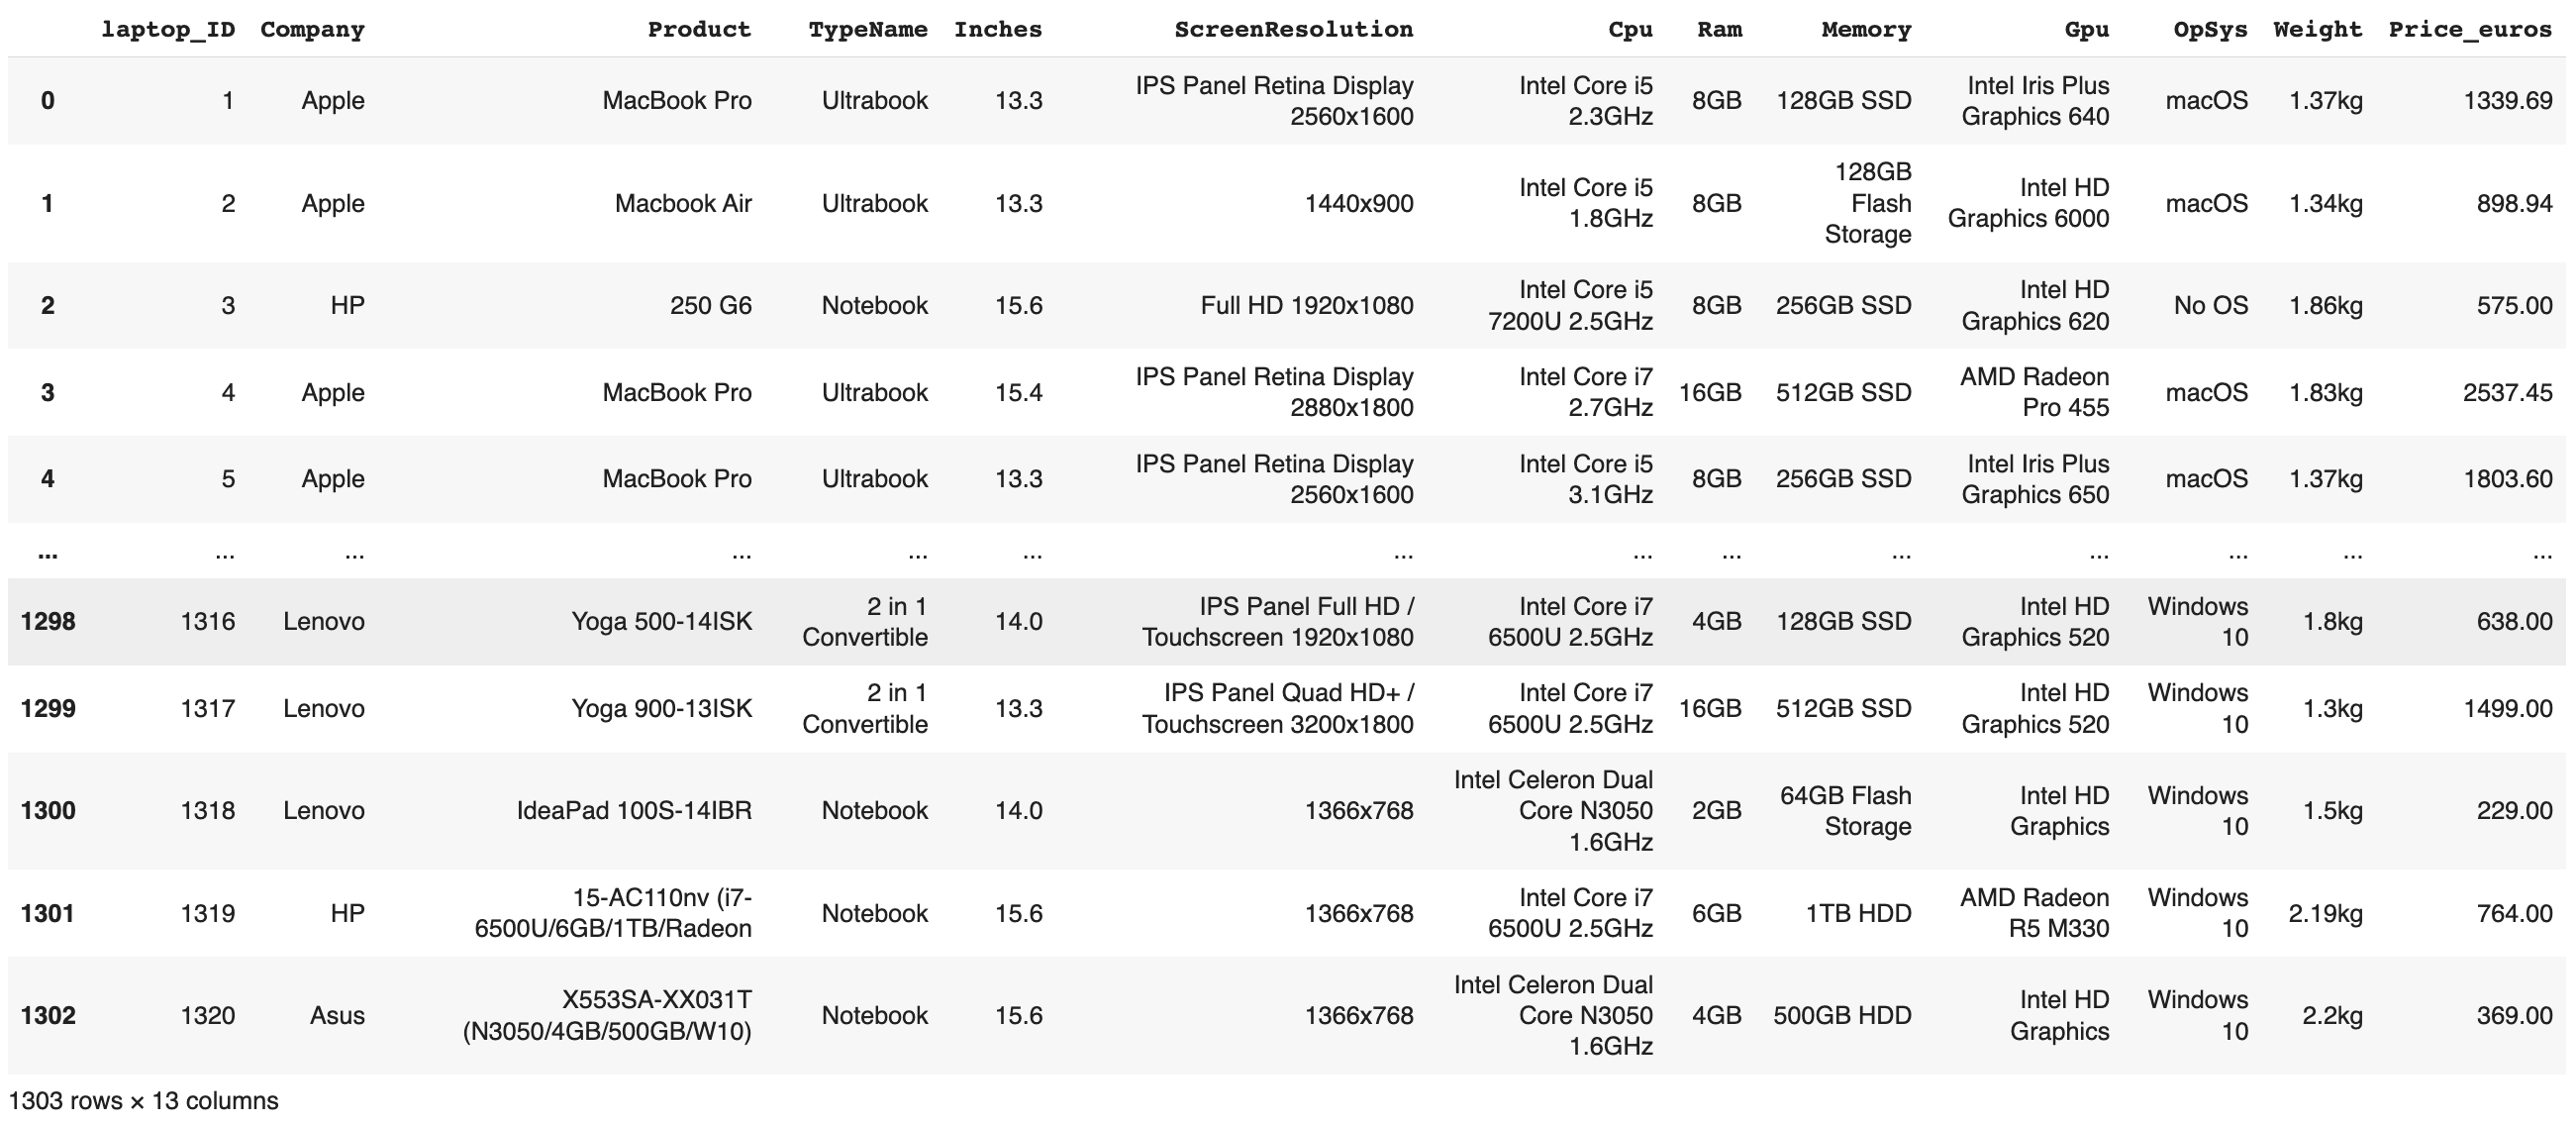 laptop_ID Company Product TypeName Inches ScreenResolution Cpu Ram Memory Gpu OpSys Weight Price_euros
0 1 Apple MacBook Pro Ultrabook 13.3 IPS Panel Retina Display 2560x1600 Intel Core i5 2.3GHz 8GB 128GB SSD Intel Iris Plus Graphics 640 macOS 1.37kg 1339.69
1 2 Apple Macbook Air Ultrabook 13.3 1440x900 Intel Core i5 1.8GHz 8GB 128GB Flash Storage Intel HD Graphics 6000 macOS 1.34kg 898.94
2 3 HP 250 G6 Notebook 15.6 Full HD 1920x1080 Intel Core i5 7200U 2.5GHz 8GB 256GB SSD Intel HD Graphics 620 No OS 1.86kg 575.00
3 4 Apple MacBook Pro Ultrabook 15.4 IPS Panel Retina Display 2880x1800 Intel Core i7 2.7GHz 16GB 512GB SSD AMD Radeon Pro 455 macOS 1.83kg 2537.45
4 5 Apple MacBook Pro Ultrabook 13.3 IPS Panel Retina Display 2560x1600 Intel Core i5 3.1GHz 8GB 256GB SSD Intel Iris Plus Graphics 650 macOS 1.37kg 1803.60
... ... ... ... ... ... ... ... ... ... ... ... ... ...
1298 1316 Lenovo Yoga 500-14ISK 2 in 1 Convertible 14.0 IPS Panel Full HD / Touchscreen 1920x1080 Intel Core i7 6500U 2.5GHz 4GB 128GB SSD Intel HD Graphics 520 Windows 10 1.8kg 638.00
1299 1317 Lenovo Yoga 900-13ISK 2 in 1 Convertible 13.3 IPS Panel Quad HD+ / Touchscreen 3200x1800 Intel Core i7 6500U 2.5GHz 16GB 512GB SSD Intel HD Graphics 520 Windows 10 1.3kg 1499.00
1300 1318 Lenovo IdeaPad 100S-14IBR Notebook 14.0 1366x768 Intel Celeron Dual Core N3050 1.6GHz 2GB 64GB Flash Storage Intel HD Graphics Windows 10 1.5kg 229.00
1301 1319 HP 15-AC110nv (i7-6500U/6GB/1TB/Radeon Notebook 15.6 1366x768 Intel Core i7 6500U 2.5GHz 6GB 1TB HDD AMD Radeon R5 M330 Windows 10 2.19kg 764.00
1302 1320 Asus X553SA-XX031T (N3050/4GB/500GB/W10) Notebook 15.6 1366x768 Intel Celeron Dual Core N3050 1.6GHz 4GB 500GB HDD Intel HD Graphics Windows 10 2.2kg 369.00
1303 rows × 13 columns